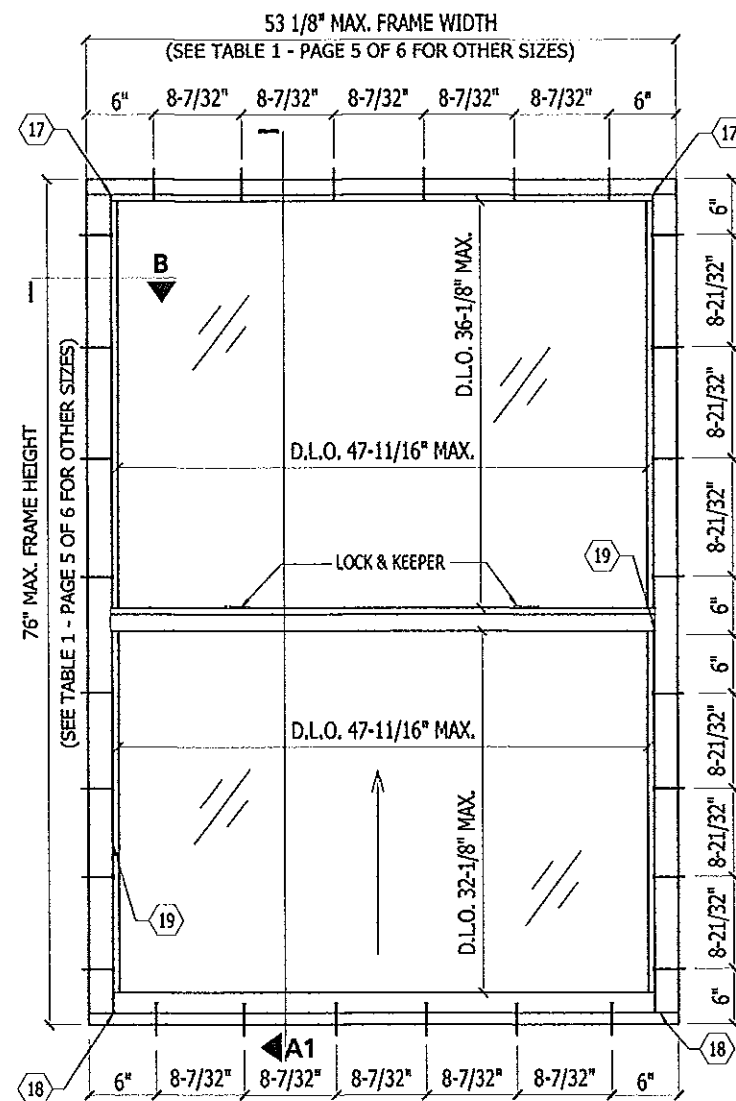 53 1/8" MAX. FRAME WIDTH
(SEE TABLE 1 - PAGE 5 OF 6 FOR OTHER SIZES)
6" 8-7/32" 8-7/32" 8-7/32" 8-7/32" 8-7/32" 6"
17
17
6"
8-21/32"
8-21/32"
8-21/32"
6"
6"
8-21/32"
8-21/32"
8-21/32"
6"
B
D.L.O. 36-1/8" MAX.
D.L.O. 47-11/16" MAX.
76" MAX. FRAME HEIGHT
(SEE TABLE 1 - PAGE 5 OF 6 FOR OTHER SIZES)
LOCK & KEEPER
19
D.L.O. 47-11/16" MAX.
D.L.O. 32-1/8" MAX.
19
A1
18
18
6" 8-7/32" 8-7/32" 8-7/32" 8-7/32" 8-7/32" 6"